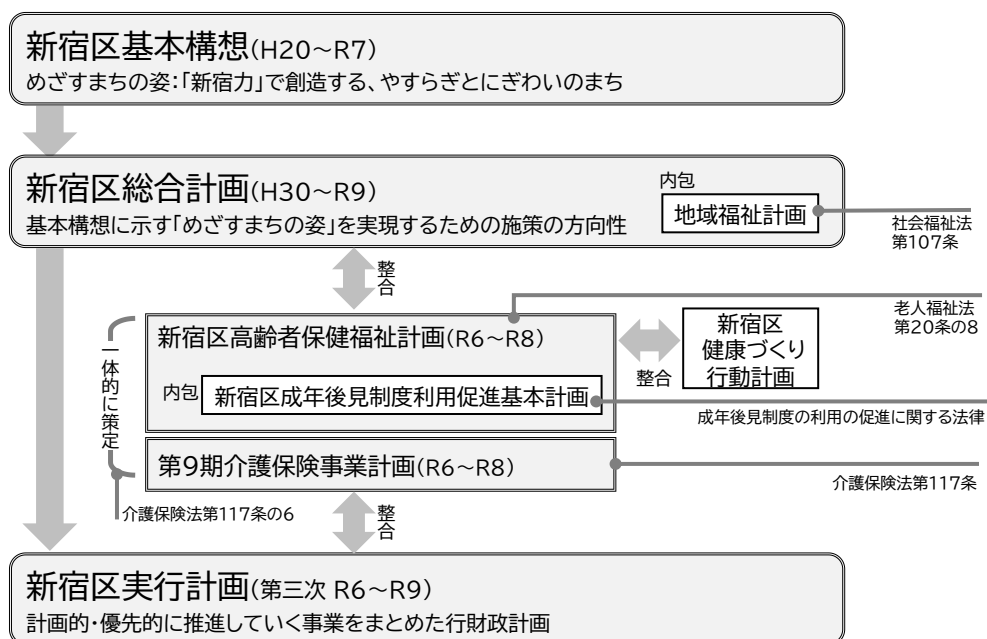 新宿区基本構想(H20～R7)
めざすまちの姿：「新宿力」で創造する、やすらぎとにぎわいのまち
新宿区総合計画(H30～R9)
基本構想に示す「めざすまちの姿」を実現するための施策の方向性
内包
地域福祉計画
社会福祉法
第107条
整合
新宿区高齢者保健福祉計画(R6～R8)
老人福祉法
第20条の8
内包
新宿区成年後見制度利用促進基本計画
整合
新宿区
健康づくり
行動計画
成年後見制度の利用の促進に関する法律
一体的に策定
第9期介護保険事業計画(R6～R8)
介護保険法第117条
介護保険法第117条の6
整合
新宿区実行計画(第三次 R6～R9)
計画的・優先的に推進していく事業をまとめた行財政計画